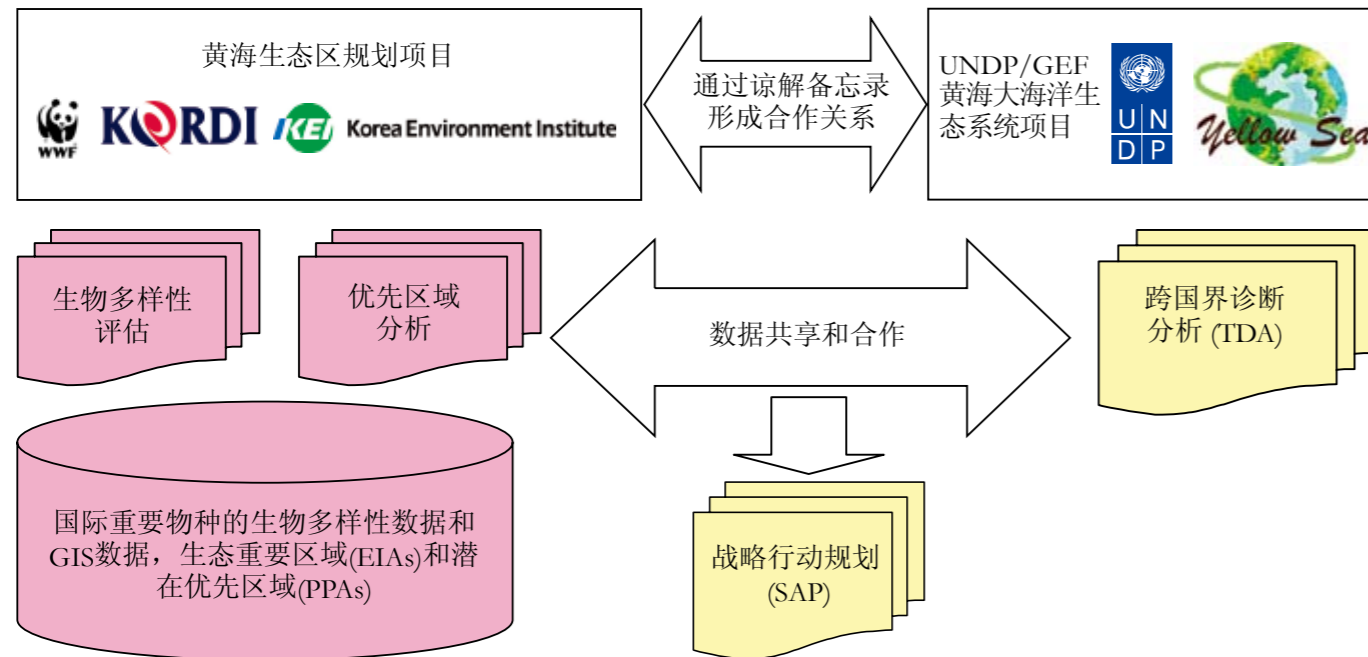 黄海生态区规划项目
WWF
KORDI
KEI
Korea Environment Institute
通过谅解备忘录
形成合作关系
UNDP/GEF
黄海大海洋生
态系统项目
U N
D P
Yellow Sea
生物多样性
评估
优先区域
分析
数据共享和合作
跨国界诊断
分析 (TDA)
国际重要物种的生物多样性数据和
GIS数据，生态重要区域(EIAs)和潜
在优先区域(PPAs)
战略行动规划
(SAP)